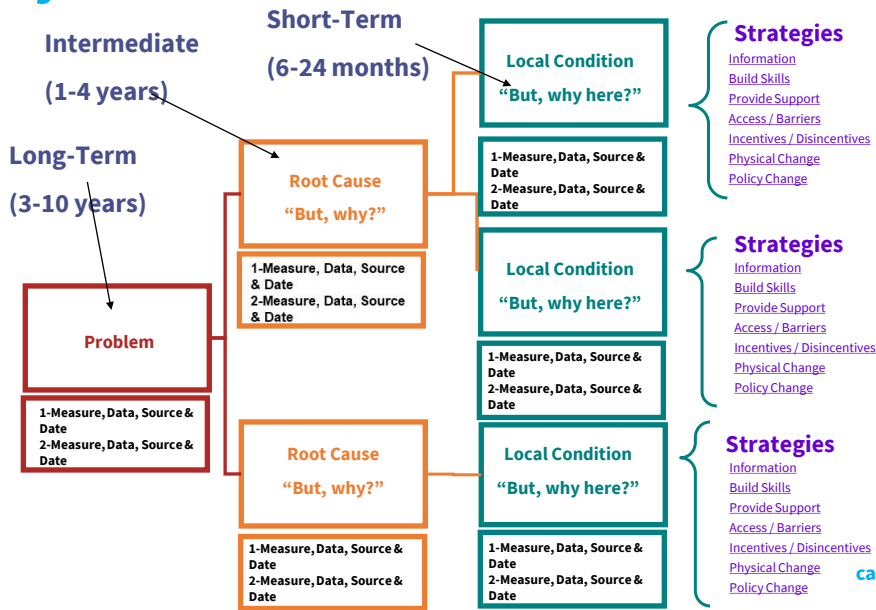 Short-Term
(6-24 months)
Intermediate
(1-4 years)
Long-Term
(3-10 years)
Problem
1-Measure, Data, Source &
Date
2-Measure, Data, Source &
Date
Root Cause
“But, why?”
1-Measure, Data, Source
& Date
2-Measure, Data, Source
& Date
Root Cause
“But, why?”
1-Measure, Data, Source &
Date
2-Measure, Data, Source &
Date
Local Condition
“But, why here?”
1-Measure, Data, Source &
Date
2-Measure, Data, Source &
Date
Local Condition
“But, why here?”
1-Measure, Data, Source &
Date
2-Measure, Data, Source &
Date
Local Condition
“But, why here?”
1-Measure, Data, Source &
Date
2-Measure, Data, Source &
Date
Strategies
Information
Build Skills
Provide Support
Access / Barriers
Incentives / Disincentives
Physical Change
Policy Change
Strategies
Information
Build Skills
Provide Support
Access / Barriers
Incentives / Disincentives
Physical Change
Policy Change
Strategies
Information
Build Skills
Provide Support
Access / Barriers
Incentives / Disincentives
Physical Change
Policy Change
ca